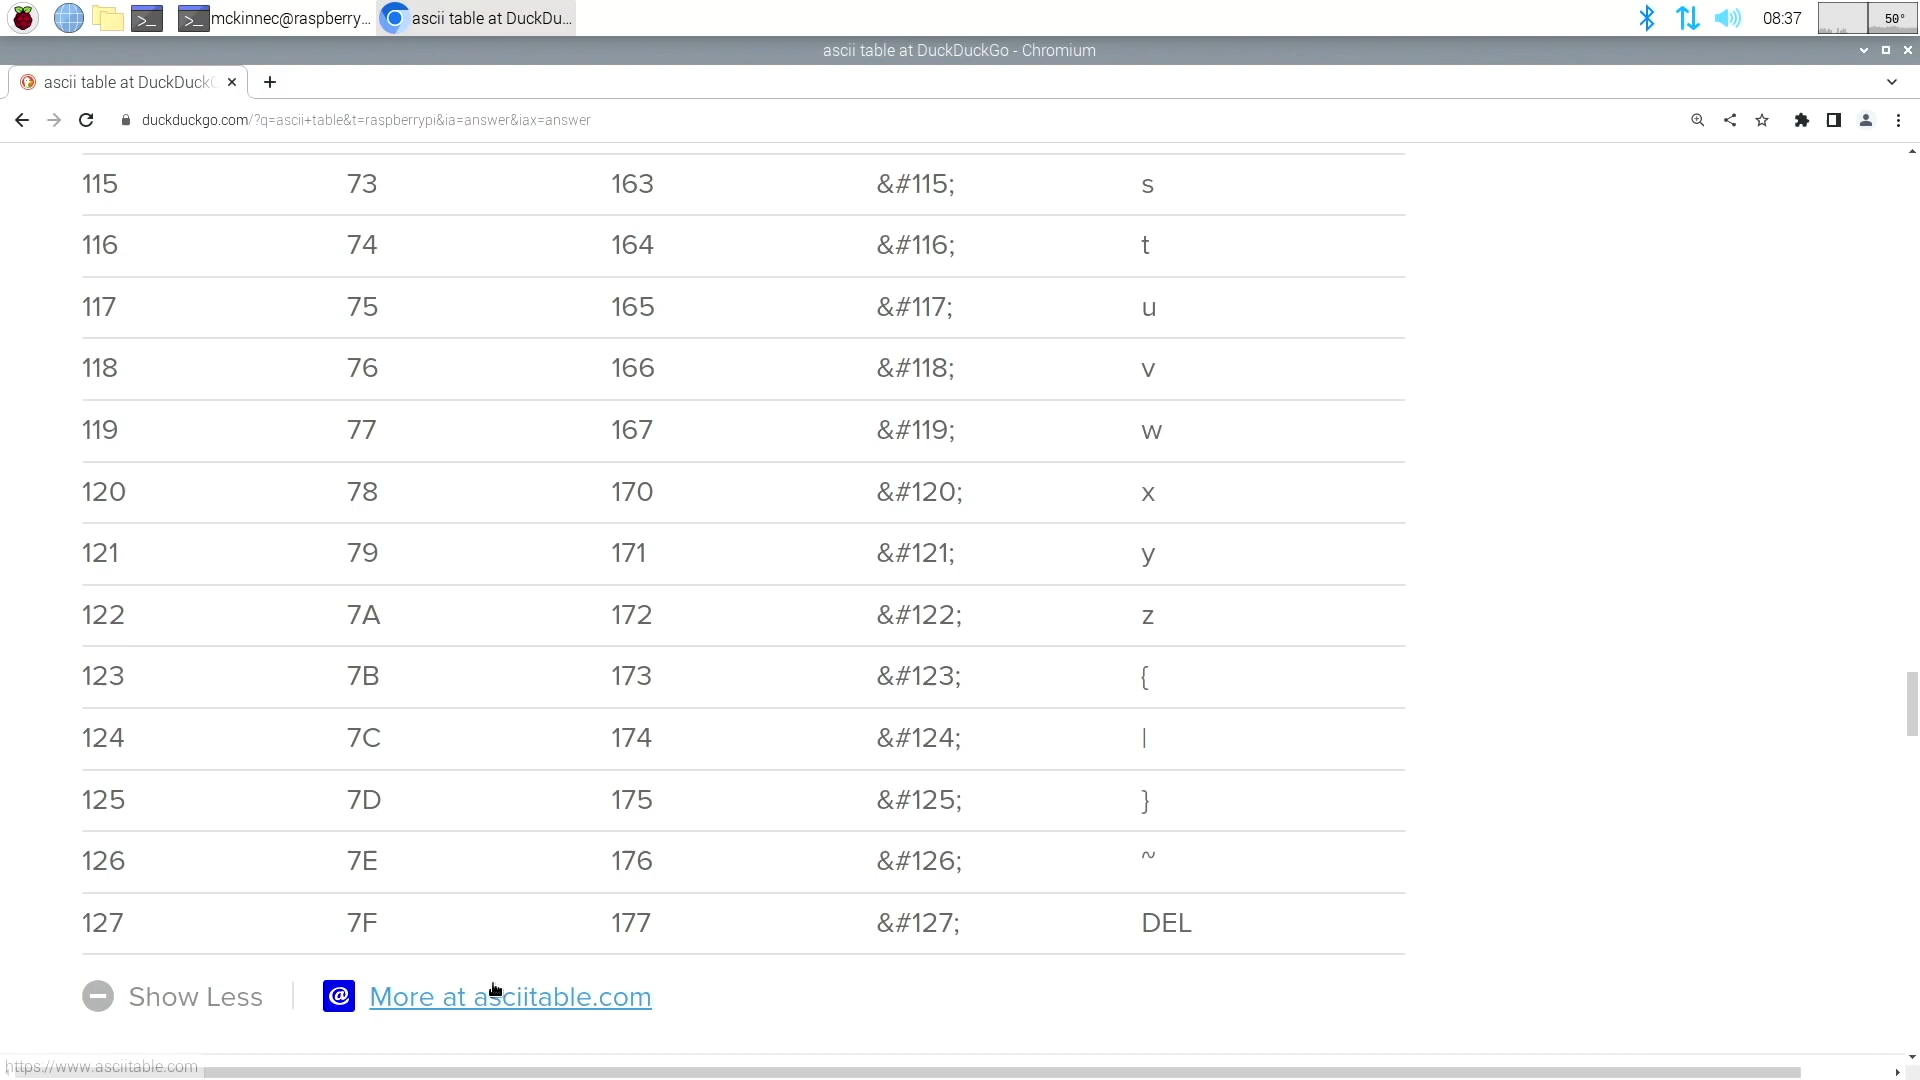 mckinnec@raspberry... ascii table at DuckDu... 08:37 50°
ascii table at DuckDuckGo - Chromium
ascii table at DuckDuckG
duckduckgo.com/?q=ascii+table&t=raspberrypi&ia=answer&iax=answer
115 73 163 &#115; s
116 74 164 &#116; t
117 75 165 &#117; u
118 76 166 &#118; v
119 77 167 &#119; w
120 78 170 &#120; x
121 79 171 &#121; y
122 7A 172 &#122; z
123 7B 173 &#123; {
124 7C 174 &#124; |
125 7D 175 &#125; }
126 7E 176 &#126; ~
127 7F 177 &#127; DEL
Show Less @ More at asciitable.com
https://www.asciitable.com